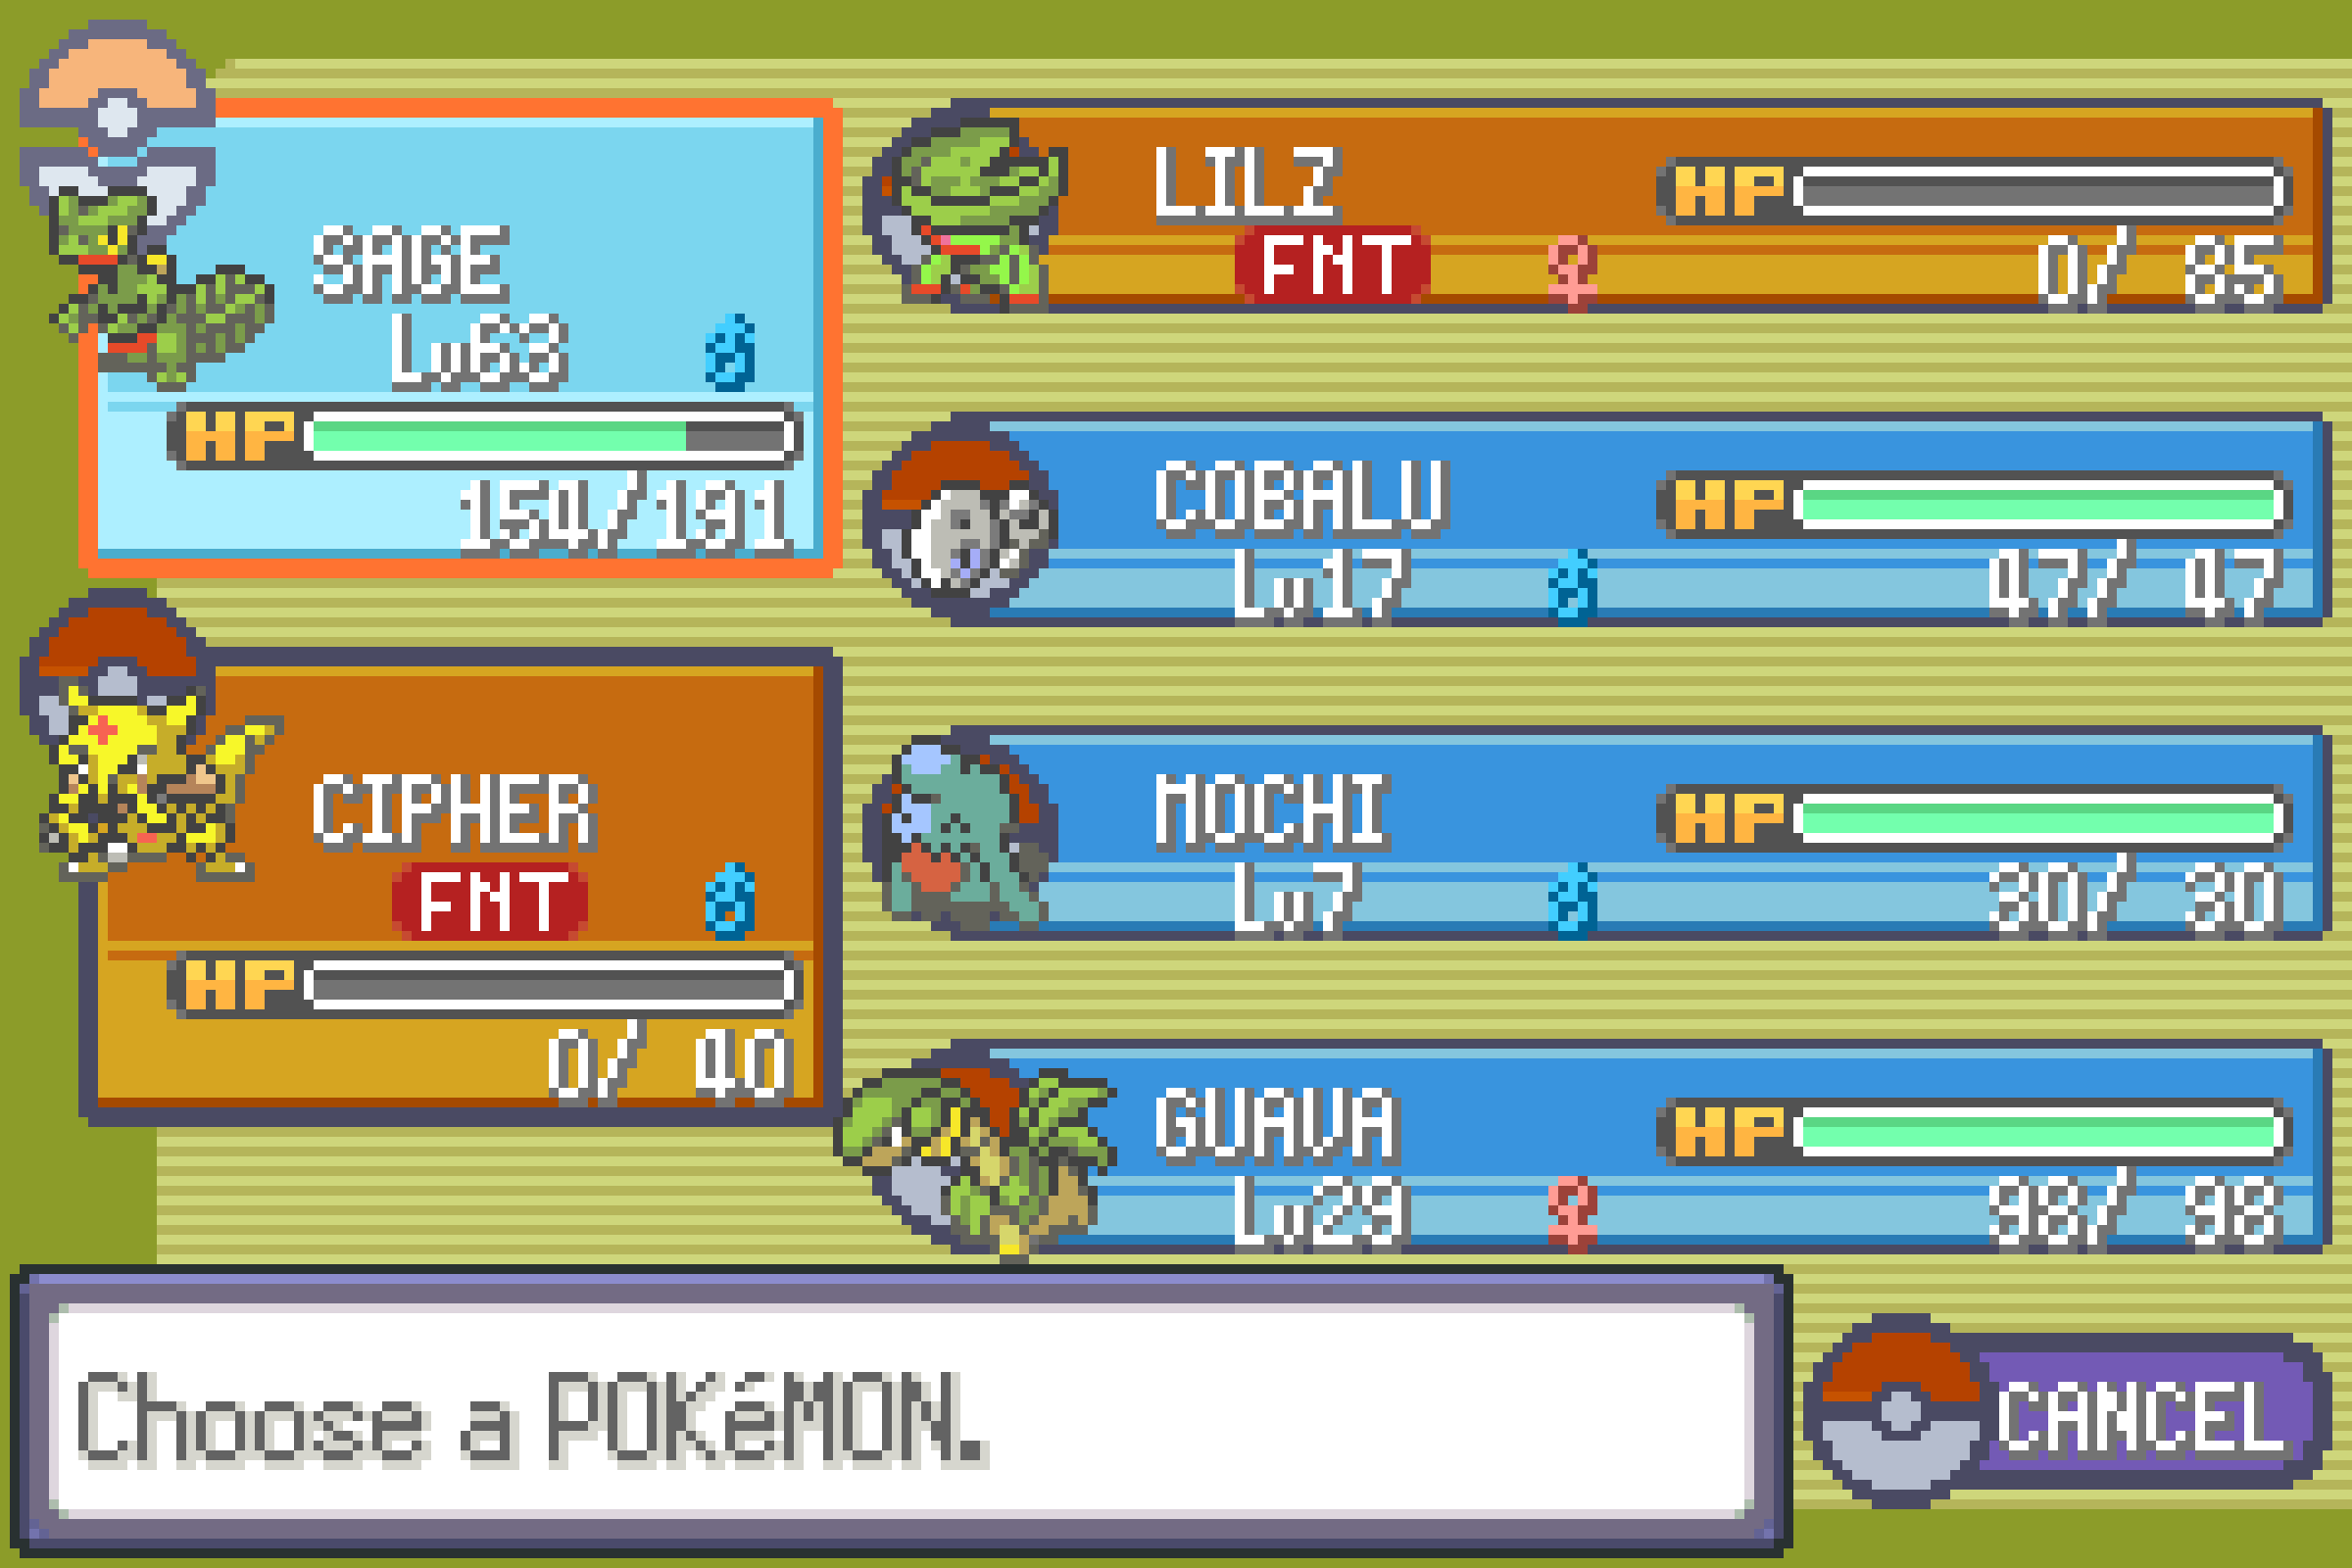 SAGE
Lv63 ♂
HP
154/191
CIPHER
FNT ♂
HP
0/ 40
LILZ HP
FNT ♀ 0/ 85
COBALU HP
Lv17 ♂ 47/ 47
MOCHI HP
Lv7 ♂ 30/ 30
GUAVA HP
Lv29 ♀ 98/ 98
Choose a POKéMON.
CANCEL